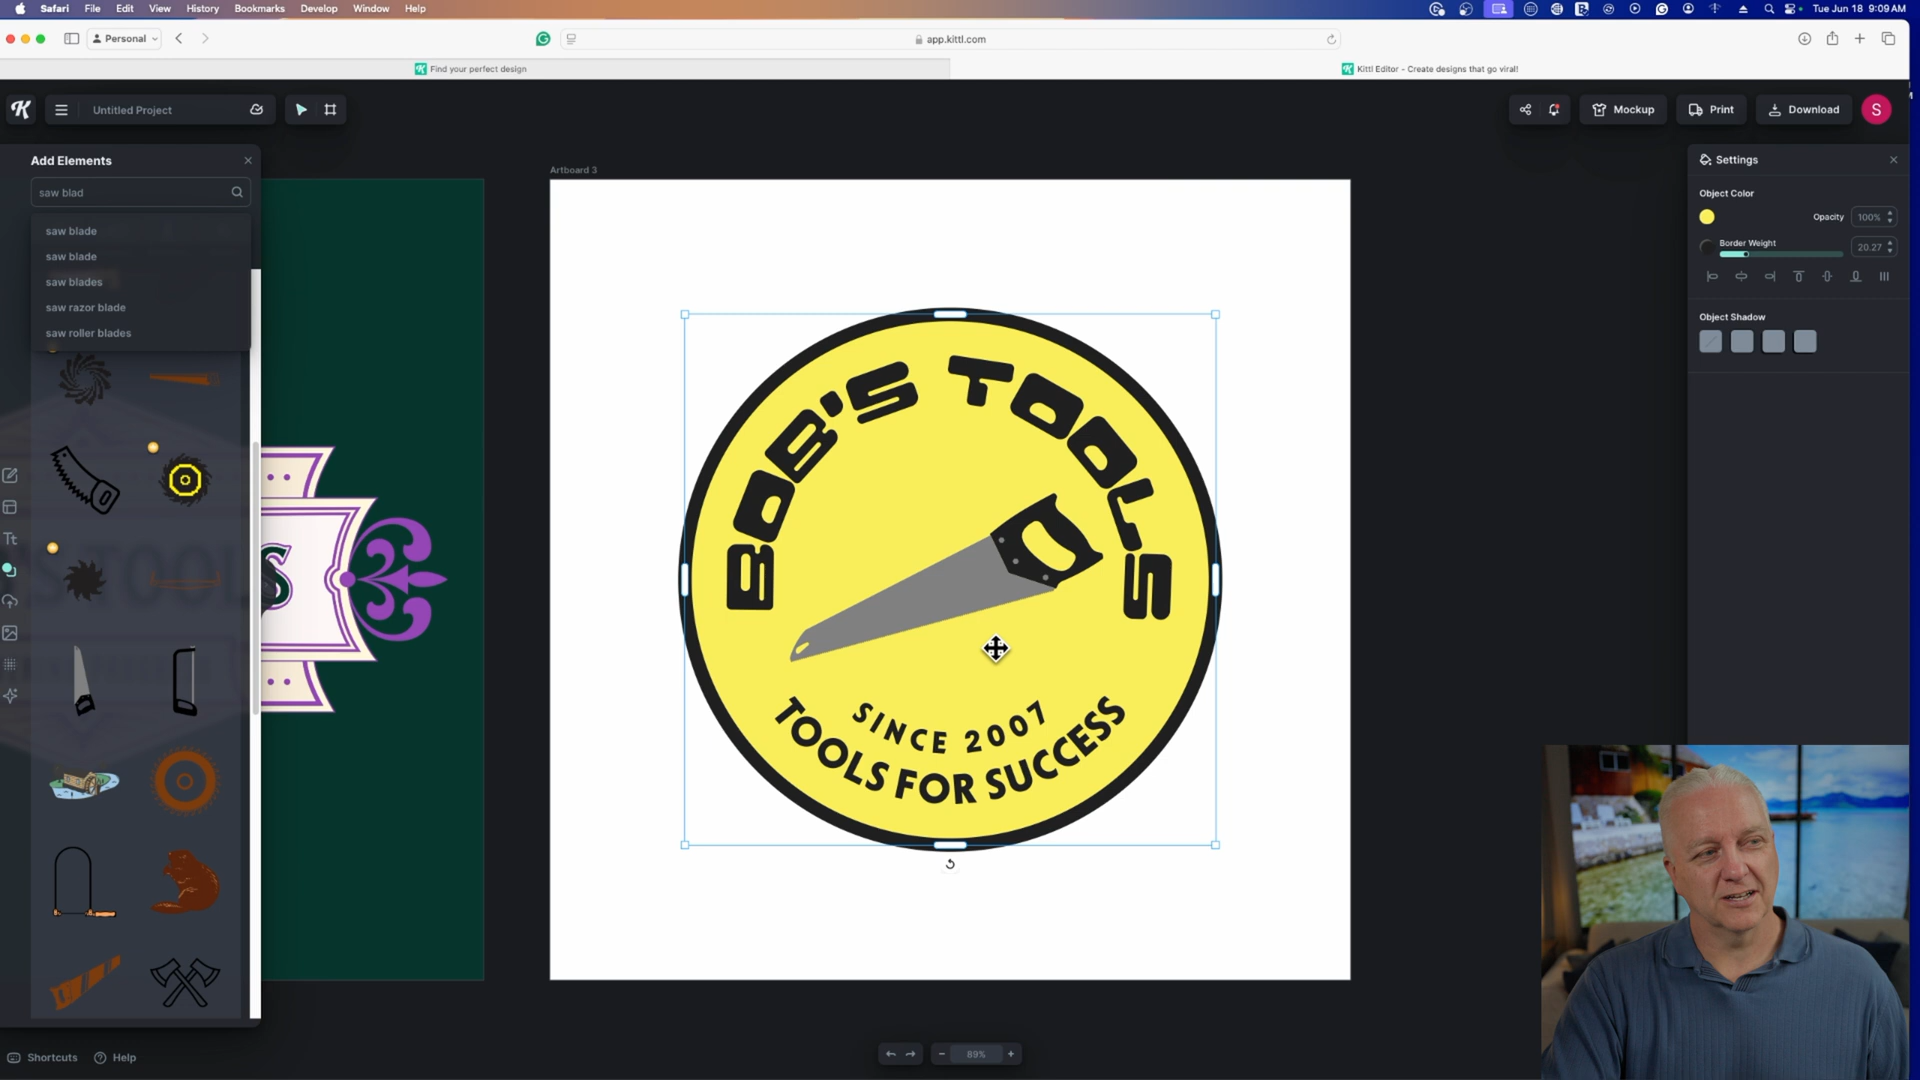 Safari File Edit View History Bookmarks Develop Window Help
Tue Jun 18 9:09 AM
Personal
app.kittl.com
Find your perfect design
Kittl Editor - Create designs that go viral!
Untitled Project
Mockup
Print
Download
S
Add Elements
saw blad
saw blade
saw blade
saw blades
saw razor blade
saw roller blades
Tt
S
Artboard 3
BOB'S TOOLS
SINCE 2007
TOOLS FOR SUCCESS
Settings
Object Color
Opacity 100%
Border Weight
20.27
Object Shadow
Shortcuts
Help
89%